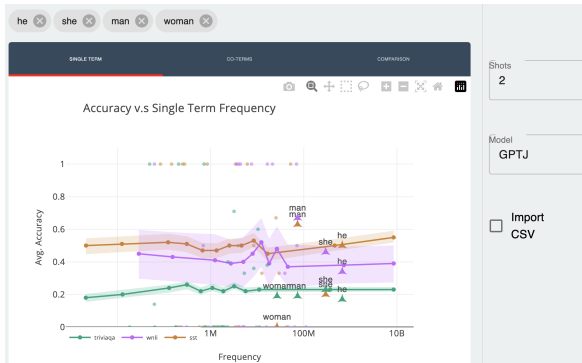 he she man woman
SINGLE TERM CO-TERMS COMPARISON
Accuracy v.s Single Term Frequency
Shots
2
Model
GPTJ
Import
CSV
Avg. Accuracy
1
0.8
0.6
0.4
0.2
0
man
man
he
she
she
she
he
woman
man
he
woman
1M 100M 10B
triviaqa wnli sst
Frequency